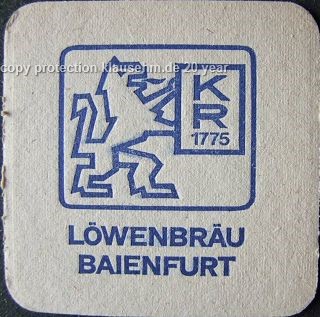 copy protection klausehm.de 20 year
K
R
1775
LÖWENBRÄU
BAIENFURT